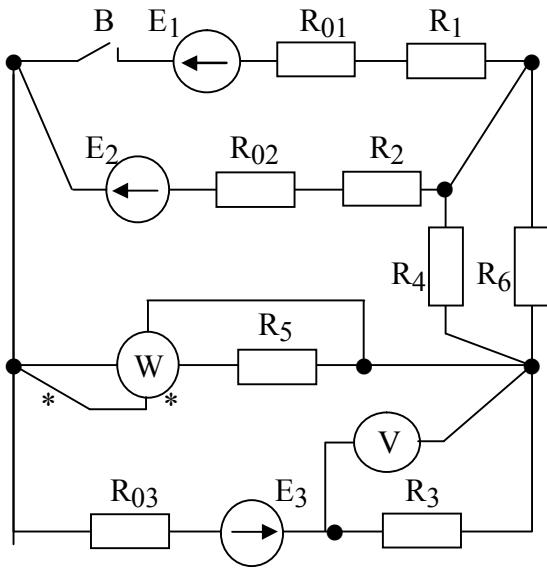 B E₁ R₀₁ R₁
E₂ R₀₂ R₂
R₄ R₆
R₅
W
* *
V
R₀₃ E₃ R₃